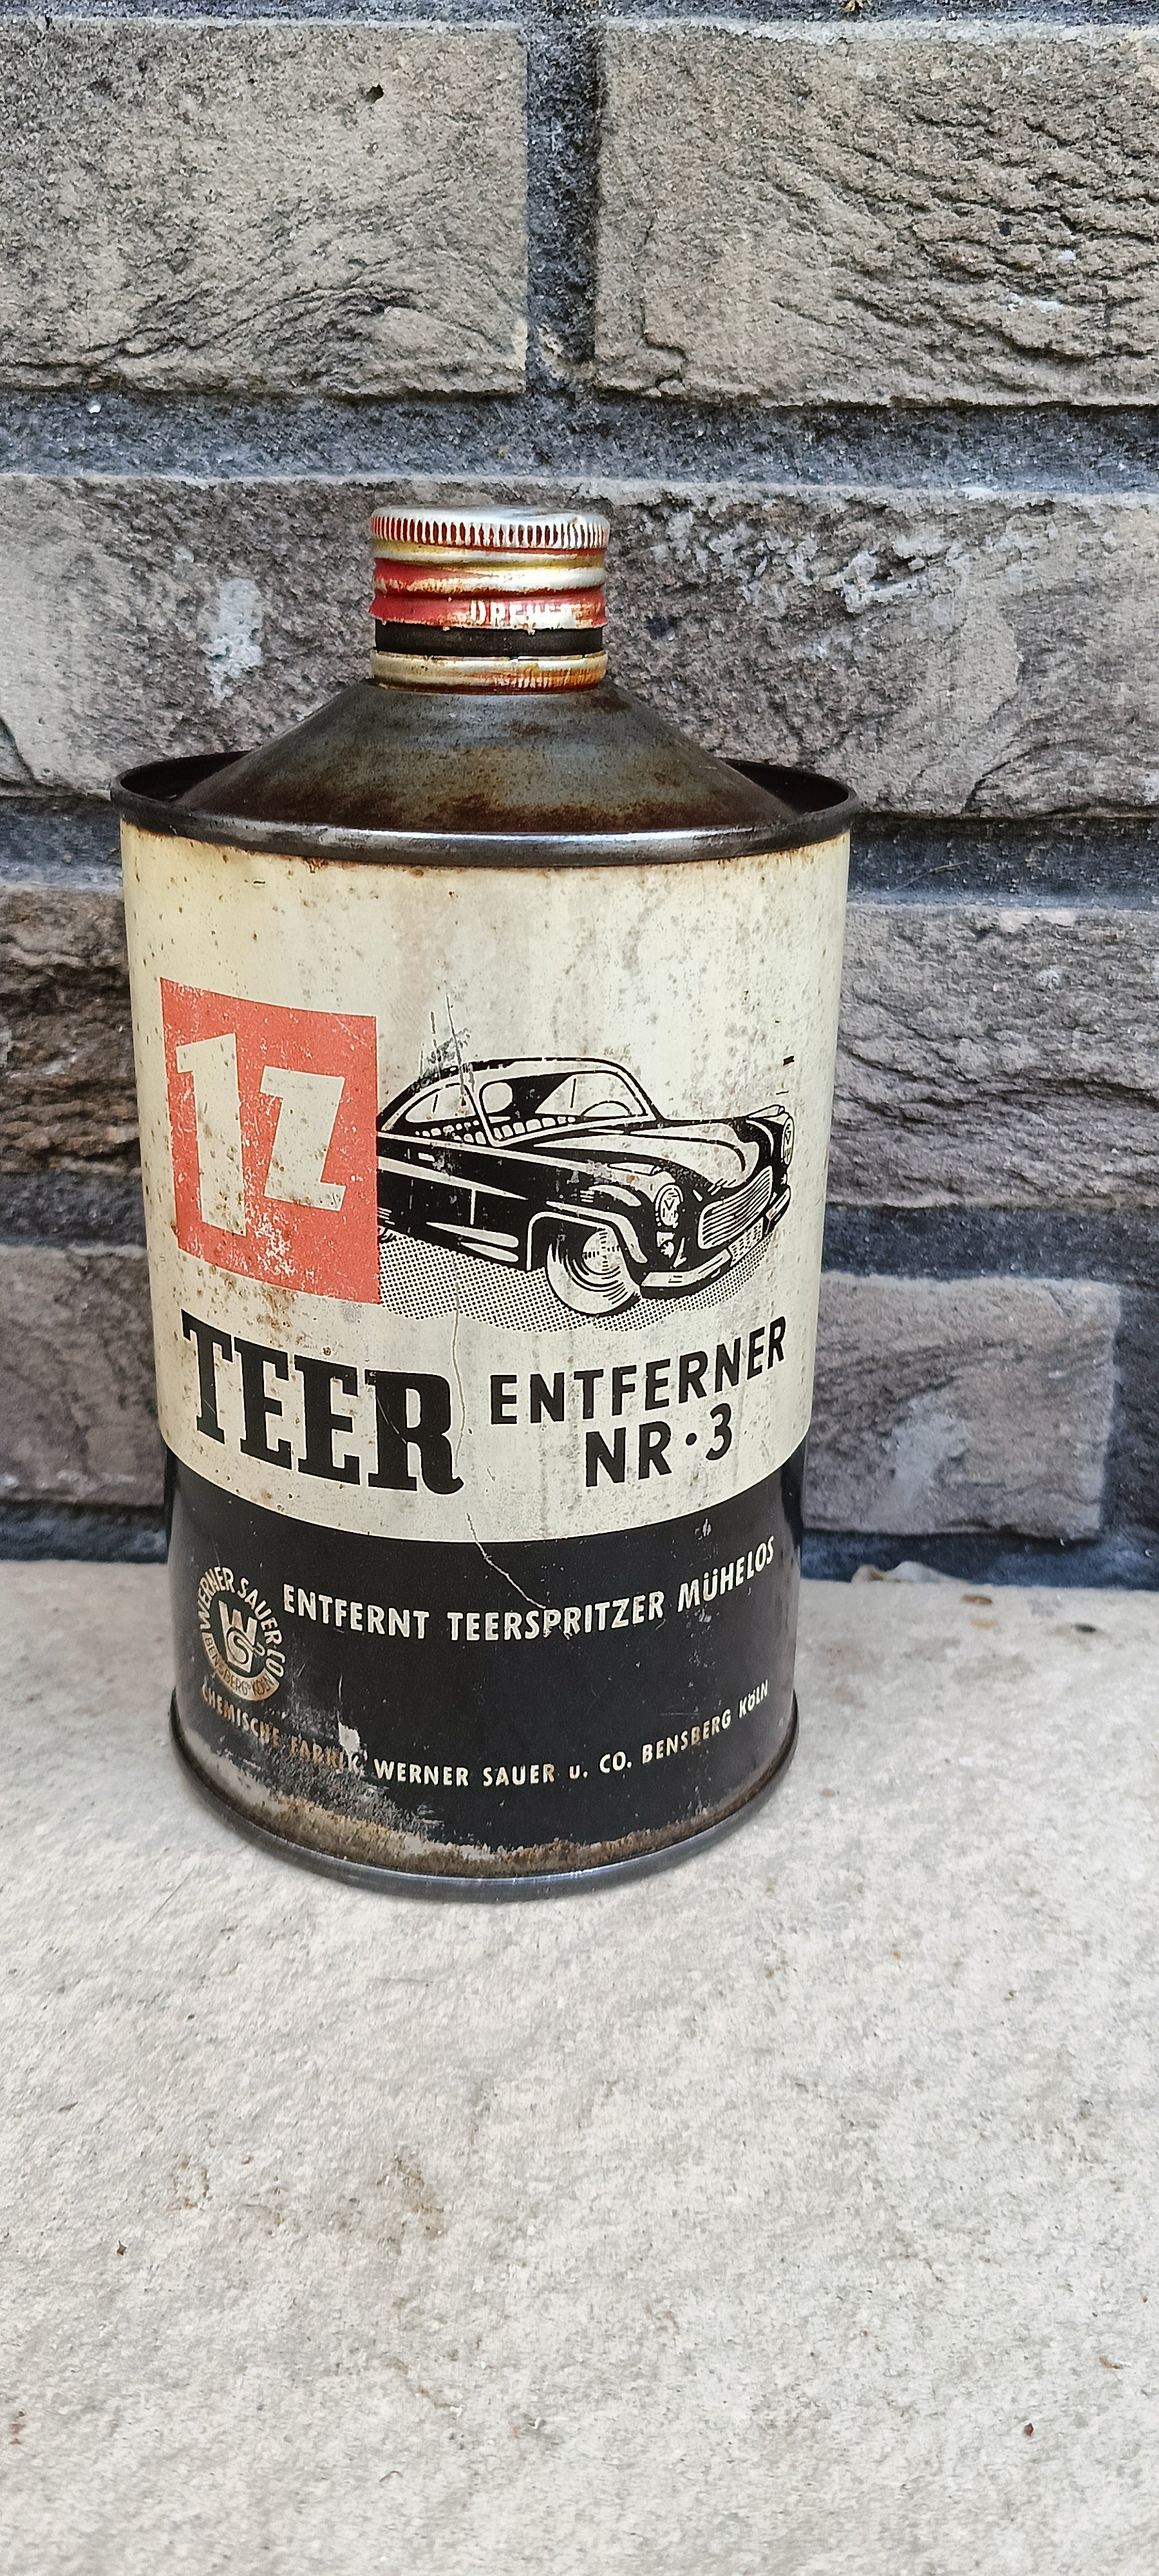 1Z
TEER ENTFERNER
NR·3
WERNER SAUER CO
WS
BENSBERG-KÖLN
ENTFERNT TEERSPRITZER MÜHELOS
CHEMISCHE FABRIK WERNER SAUER u. CO. BENSBERG KÖLN